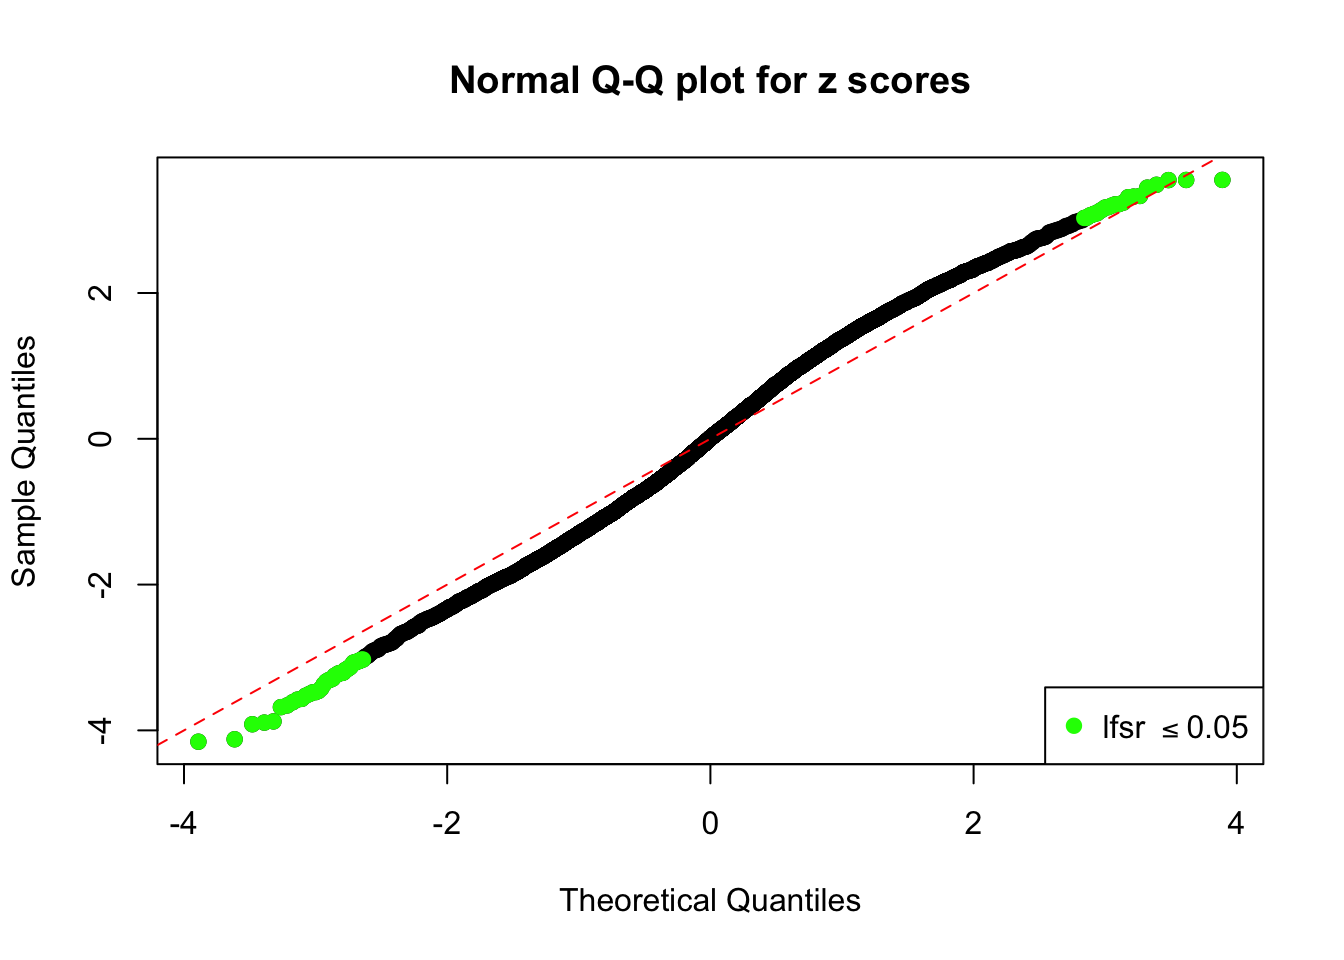 Normal Q-Q plot for z scores
Sample Quantiles
2
0
-2
-4
lfsr ≤ 0.05
-4 -2 0 2 4
Theoretical Quantiles